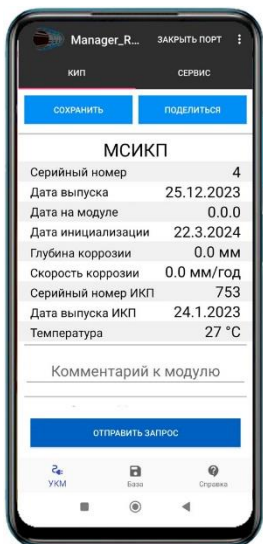 Manager_R... ЗАКРЫТЬ ПОРТ
КИП СЕРВИС
СОХРАНИТЬ ПОДЕЛИТЬСЯ
МСИКП
Серийный номер 4
Дата выпуска 25.12.2023
Дата на модуле 0.0.0
Дата инициализации 22.3.2024
Глубина коррозии 0.0 мм
Скорость коррозии 0.0 мм/год
Серийный номер ИКП 753
Дата выпуска ИКП 24.1.2023
Температура 27 °C
Комментарий к модулю
ОТПРАВИТЬ ЗАПРОС
УКМ База Справка